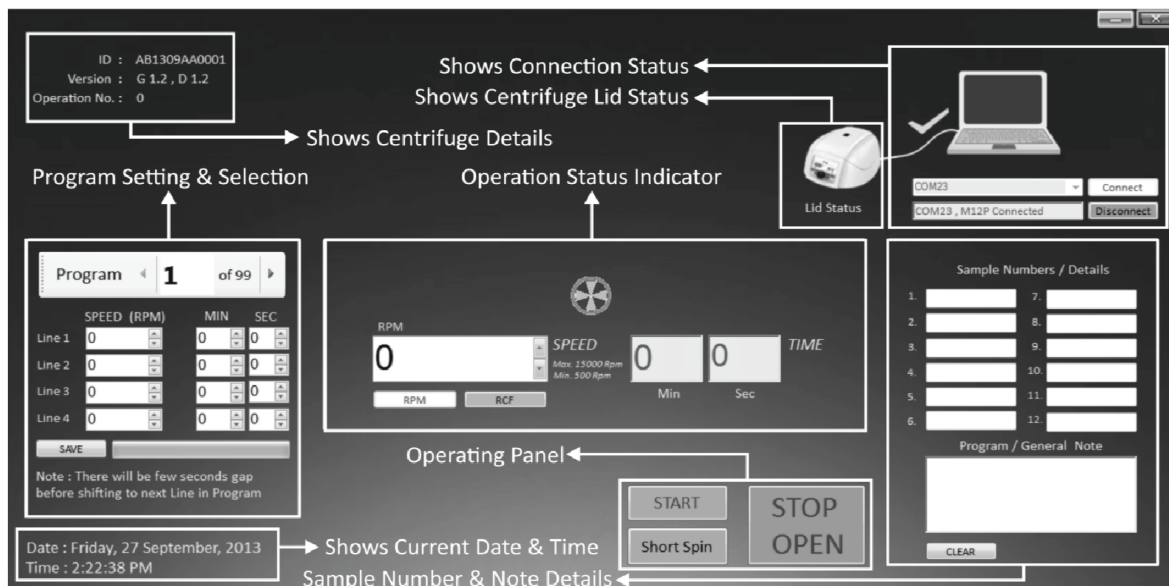 ID : AB1309AA0001
Version : G 1.2 , D 1.2
Operation No. : 0
Shows Centrifuge Details
Shows Connection Status
Shows Centrifuge Lid Status
Lid Status
COM23
Connect
COM23 , M12P Connected
Disconnect
Program Setting & Selection
Program 1 of 99
SPEED (RPM) MIN SEC
Line 1 0 0 0
Line 2 0 0 0
Line 3 0 0 0
Line 4 0 0 0
SAVE
Note : There will be few seconds gap
before shifting to next Line in Program
Operation Status Indicator
RPM
0
SPEED
Max. 15000 Rpm
Min. 500 Rpm
RPM RCF
0 0 TIME
Min Sec
Sample Numbers / Details
1. 7.
2. 8.
3. 9.
4. 10.
5. 11.
6. 12.
Program / General Note
CLEAR
Operating Panel
START
Short Spin
STOP
OPEN
Date : Friday, 27 September, 2013
Time : 2:22:38 PM
Shows Current Date & Time
Sample Number & Note Details